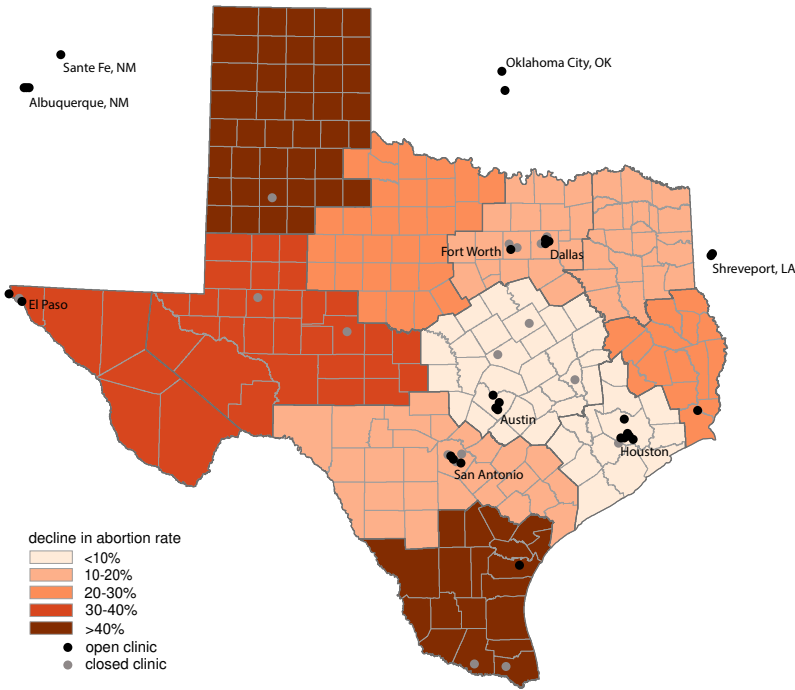 Sante Fe, NM
Albuquerque, NM
Oklahoma City, OK
Fort Worth
Dallas
Shreveport, LA
El Paso
Austin
Houston
San Antonio
decline in abortion rate
<10%
10-20%
20-30%
30-40%
>40%
open clinic
closed clinic